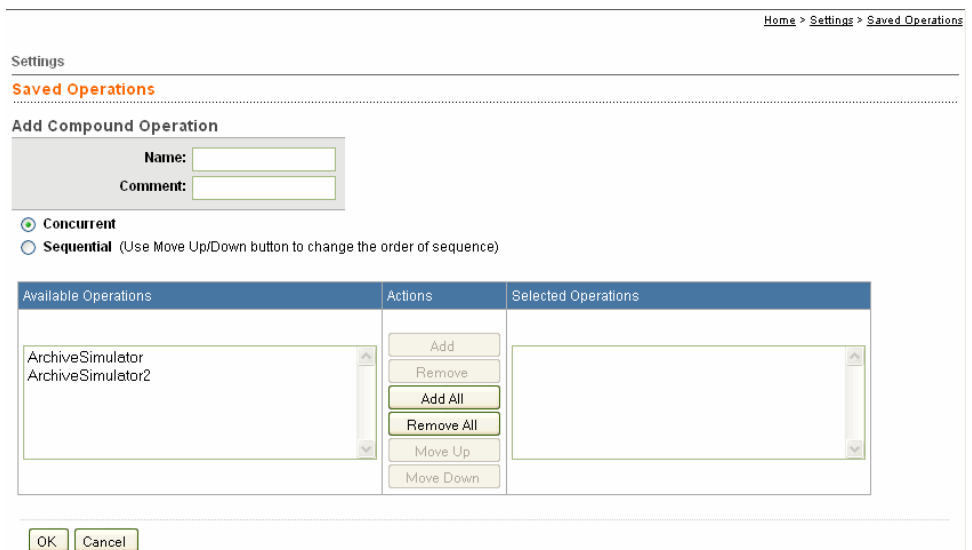 Home > Settings > Saved Operations
Settings
Saved Operations
Add Compound Operation
Name:
Comment:
Concurrent
Sequential (Use Move Up/Down button to change the order of sequence)
Available Operations Actions Selected Operations
ArchiveSimulator
ArchiveSimulator2
Add
Remove
Add All
Remove All
Move Up
Move Down
OK Cancel